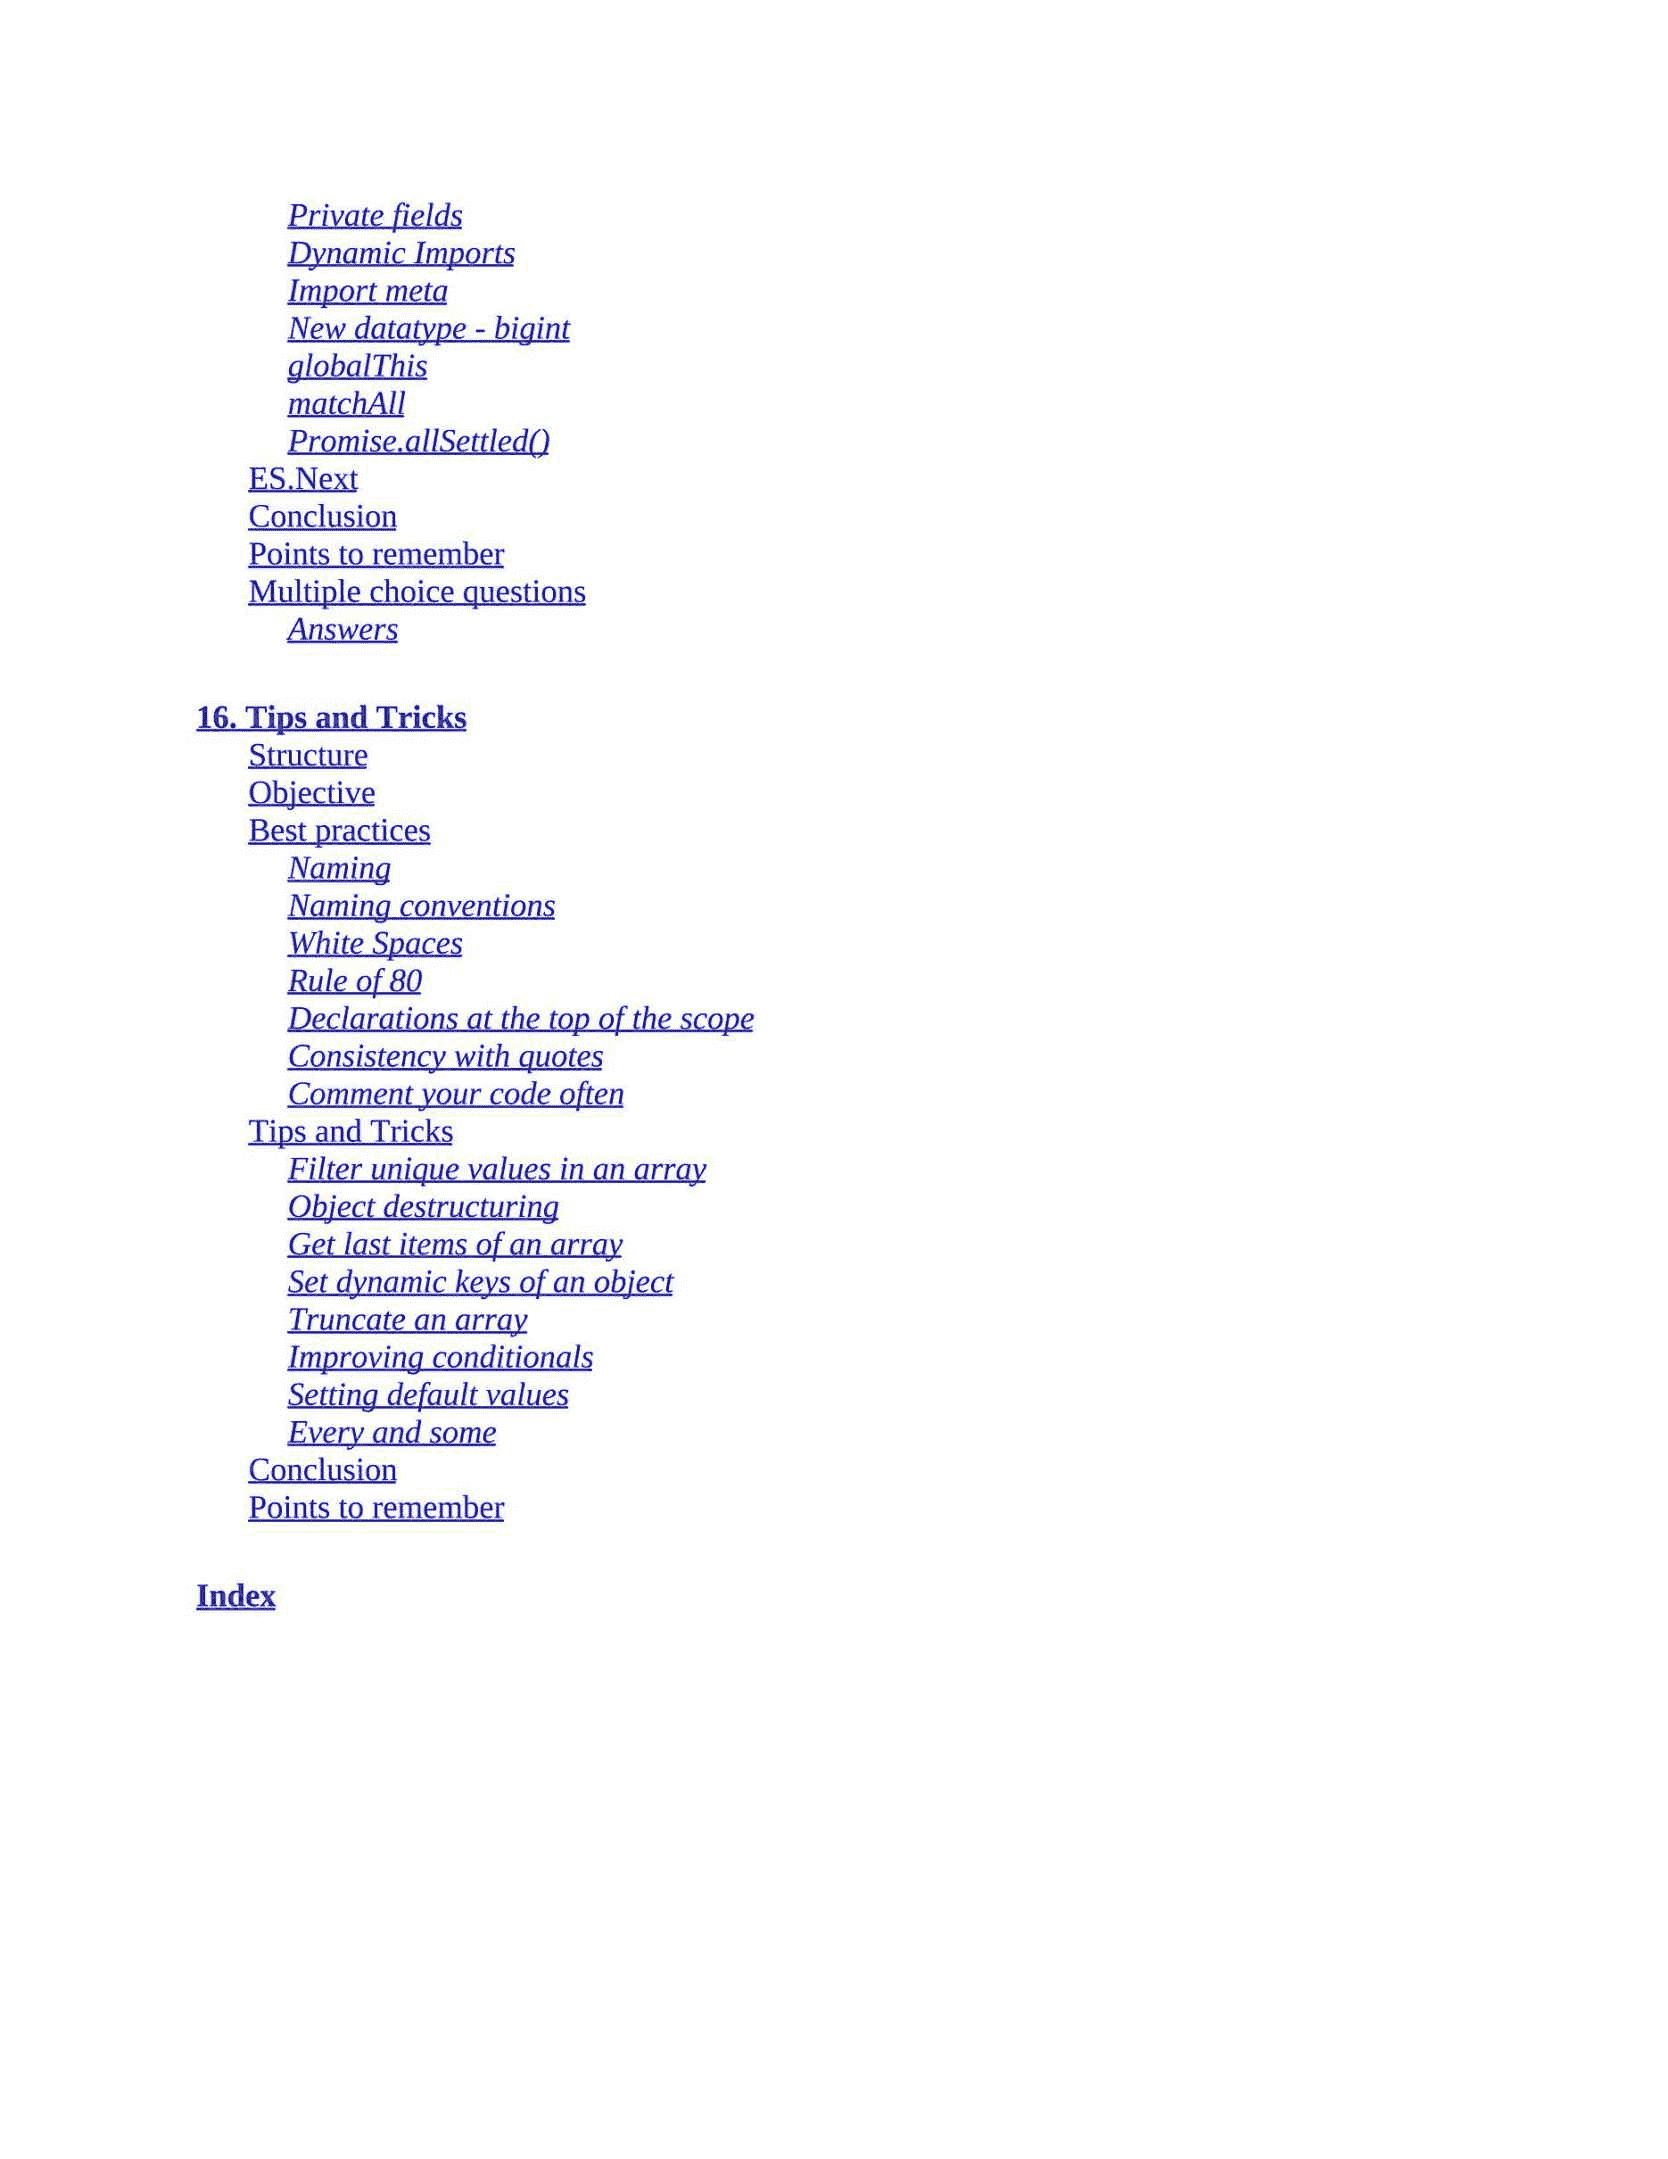 Private fields
Dynamic Imports
Import meta
New datatype - bigint
globalThis
matchAll
Promise.allSettled()
ES.Next
Conclusion
Points to remember
Multiple choice questions
Answers
16. Tips and Tricks
Structure
Objective
Best practices
Naming
Naming conventions
White Spaces
Rule of 80
Declarations at the top of the scope
Consistency with quotes
Comment your code often
Tips and Tricks
Filter unique values in an array
Object destructuring
Get last items of an array
Set dynamic keys of an object
Truncate an array
Improving conditionals
Setting default values
Every and some
Conclusion
Points to remember
Index